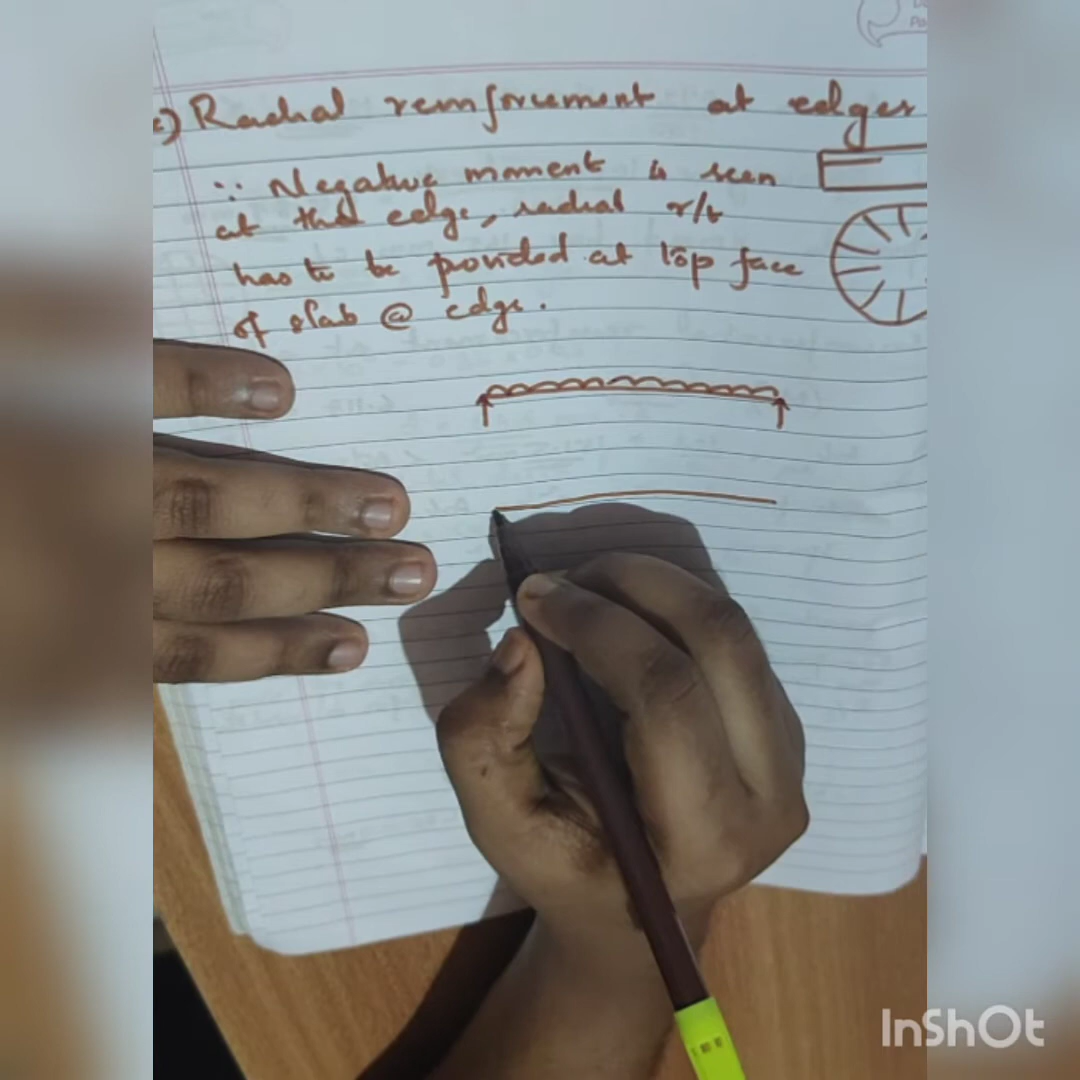 c) Radial reinforcement at edges
∴ Negative moment is seen
at the edge, radial r/t
has to be provided at top face
of slab @ edge.
InShOt